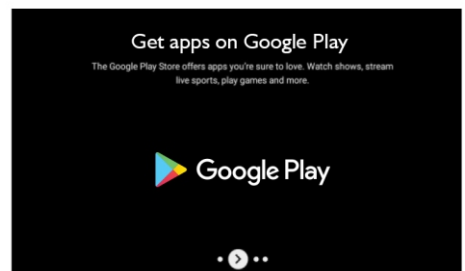 Get apps on Google Play
The Google Play Store offers apps you're sure to love. Watch shows, stream
live sports, play games and more.
Google Play